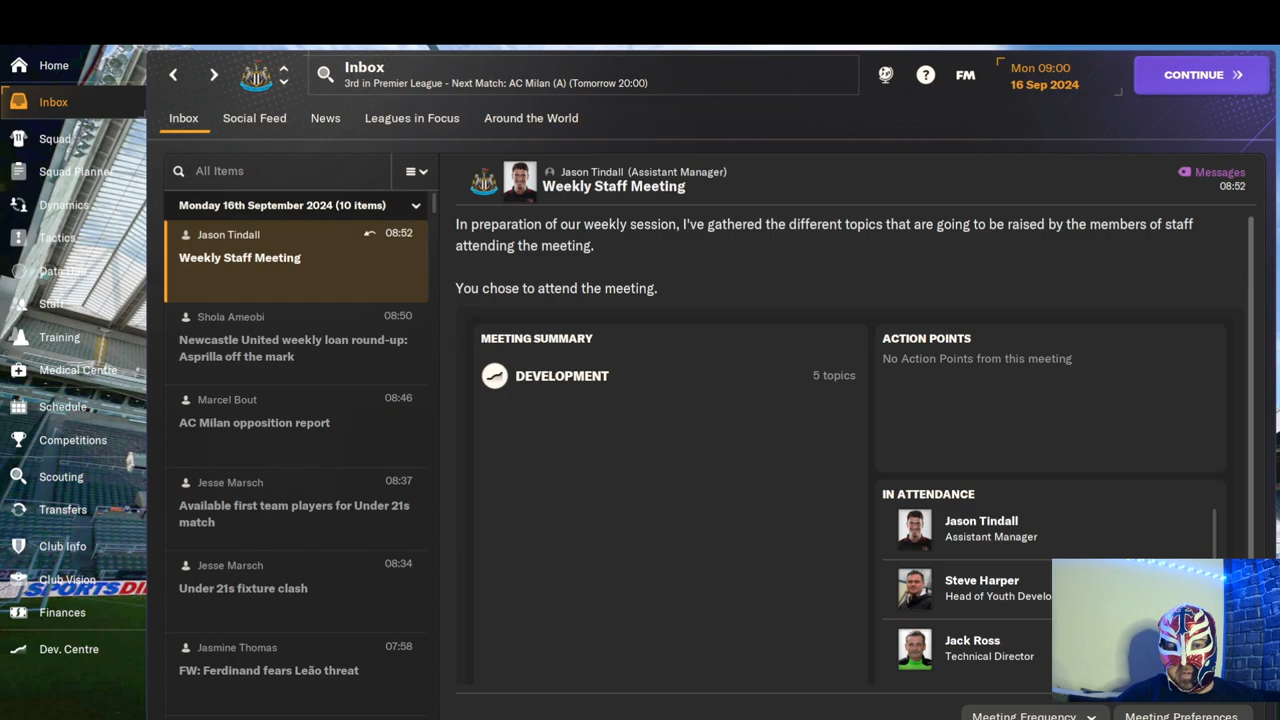 Home
Inbox
Squad
Squad Planner
Dynamics
Tactics
Data Hub
Staff
Training
Medical Centre
Schedule
Competitions
Scouting
Transfers
Club Info
Club Vision
Finances
Dev. Centre
Inbox
3rd in Premier League - Next Match: AC Milan (A) (Tomorrow 20:00)
FM
Mon 09:00
16 Sep 2024
CONTINUE
Inbox
Social Feed
News
Leagues in Focus
Around the World
All Items
Monday 16th September 2024 (10 items)
Jason Tindall
08:52
Weekly Staff Meeting
Shola Ameobi
08:50
Newcastle United weekly loan round-up:
Asprilla off the mark
Marcel Bout
08:46
AC Milan opposition report
Jesse Marsch
08:37
Available first team players for Under 21s
match
Jesse Marsch
08:34
Under 21s fixture clash
Jasmine Thomas
07:58
FW: Ferdinand fears Leão threat
Jason Tindall (Assistant Manager)
Weekly Staff Meeting
Messages
08:52
In preparation of our weekly session, I've gathered the different topics that are going to be raised by the members of staff
attending the meeting.
You chose to attend the meeting.
MEETING SUMMARY
DEVELOPMENT
5 topics
ACTION POINTS
No Action Points from this meeting
IN ATTENDANCE
Jason Tindall
Assistant Manager
Steve Harper
Head of Youth Develo
Jack Ross
Technical Director
Meeting Frequency
Meeting Preferences
SPORTSDI